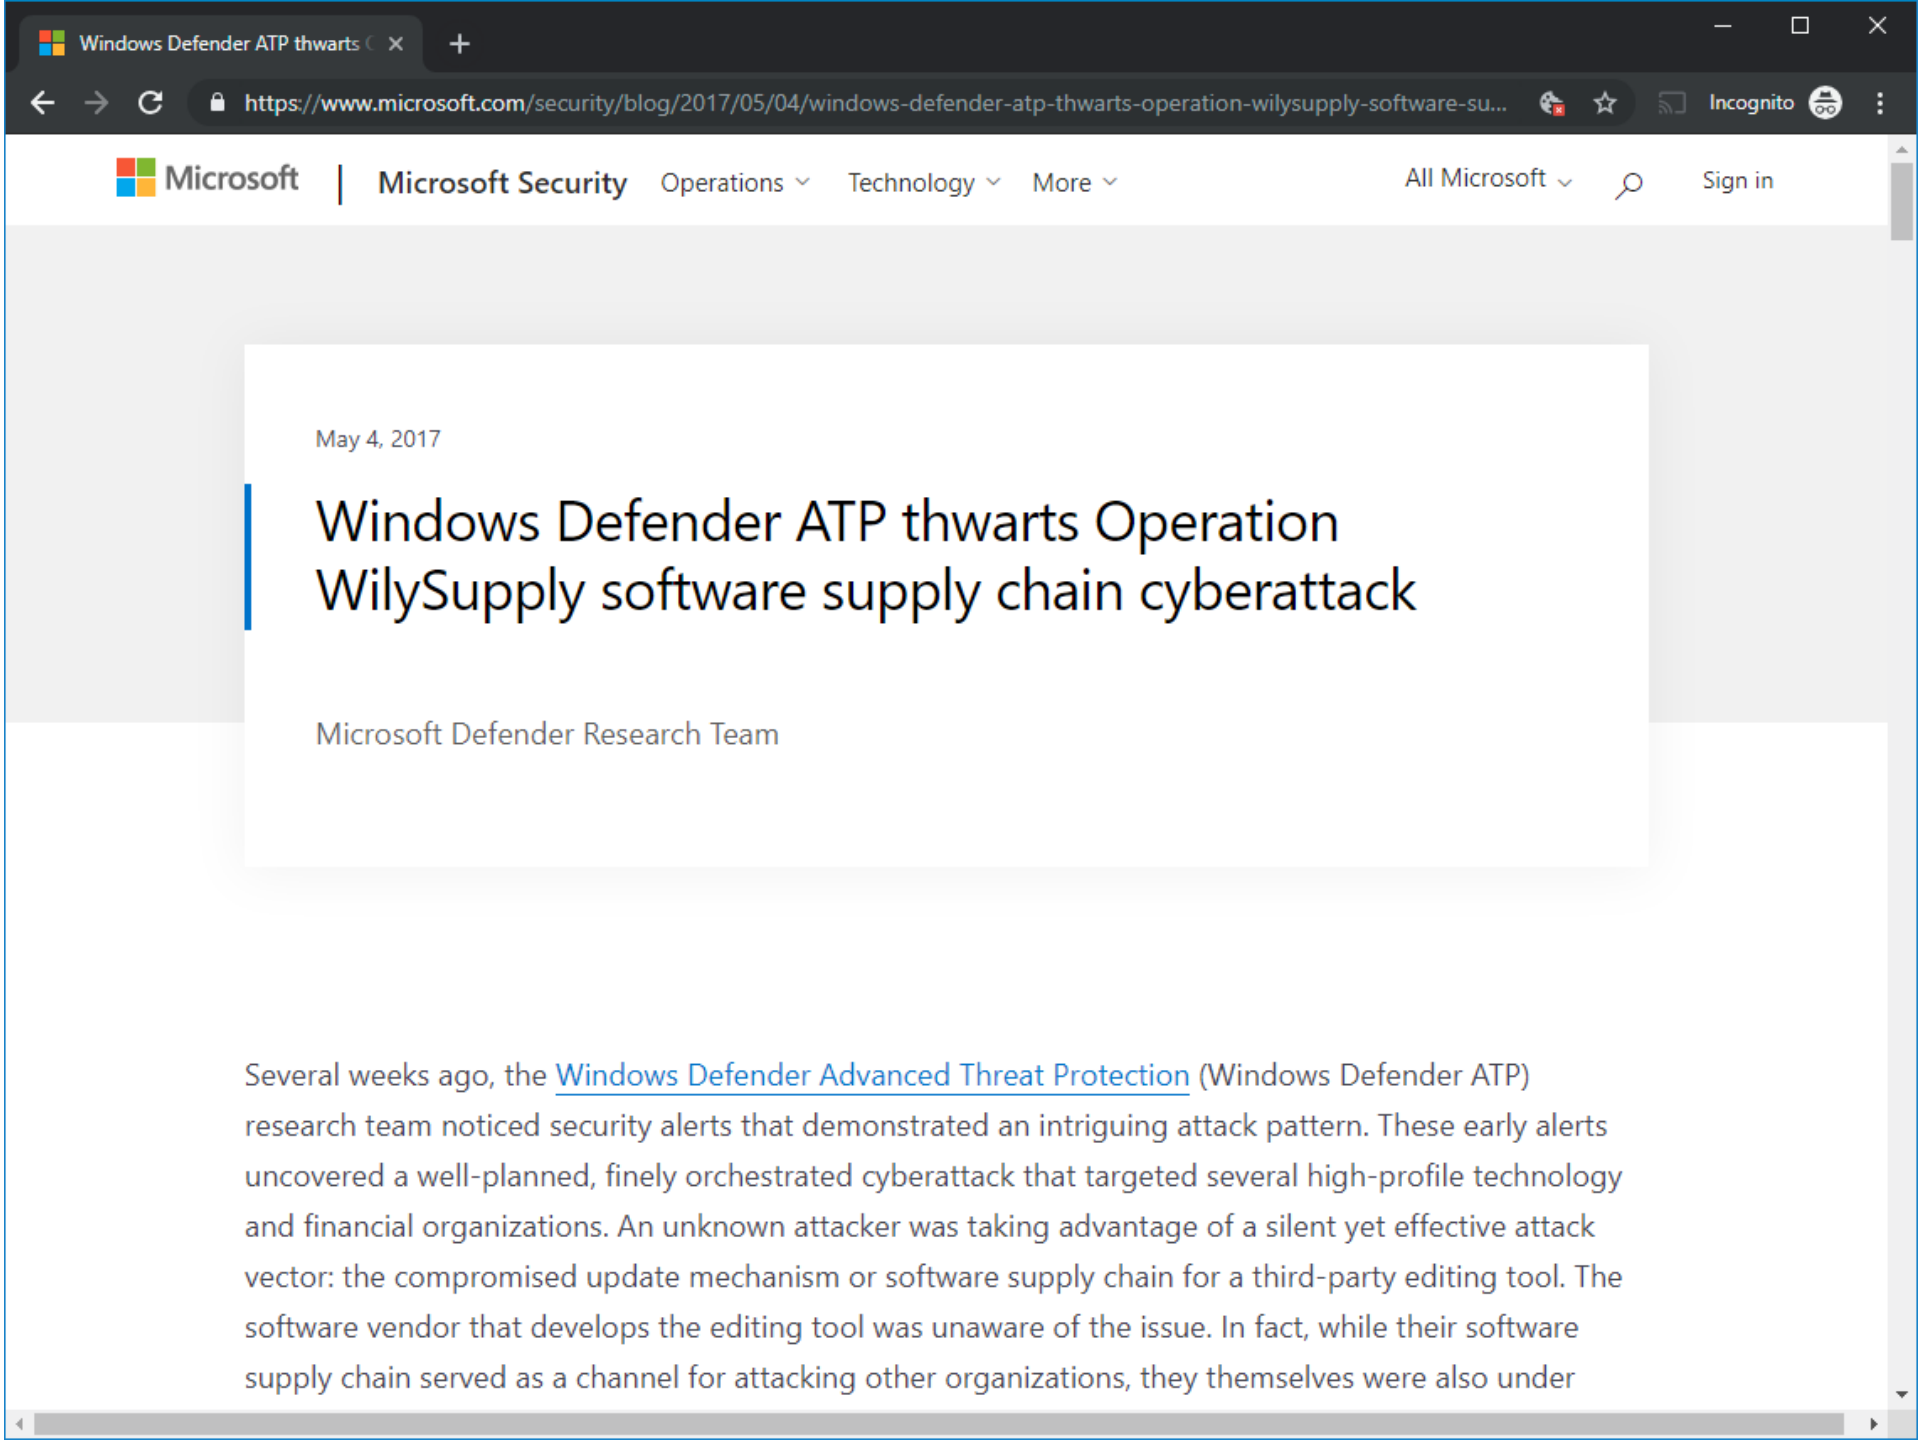 Windows Defender ATP thwarts
https://www.microsoft.com/security/blog/2017/05/04/windows-defender-atp-thwarts-operation-wilysupply-software-su...
Incognito
Microsoft
Microsoft Security
Operations
Technology
More
All Microsoft
Sign in
May 4, 2017
Windows Defender ATP thwarts Operation
WilySupply software supply chain cyberattack
Microsoft Defender Research Team
Several weeks ago, the Windows Defender Advanced Threat Protection (Windows Defender ATP)
research team noticed security alerts that demonstrated an intriguing attack pattern. These early alerts
uncovered a well-planned, finely orchestrated cyberattack that targeted several high-profile technology
and financial organizations. An unknown attacker was taking advantage of a silent yet effective attack
vector: the compromised update mechanism or software supply chain for a third-party editing tool. The
software vendor that develops the editing tool was unaware of the issue. In fact, while their software
supply chain served as a channel for attacking other organizations, they themselves were also under